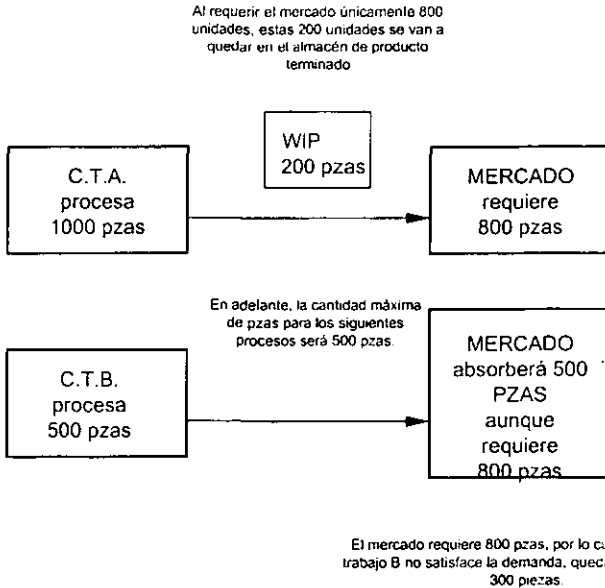 Al requerir el mercado únicamente 800
unidades, estas 200 unidades se van a
quedar en el almacén de producto
terminado
WIP
200 pzas
C.T.A.
procesa
1000 pzas
MERCADO
requiere
800 pzas
En adelante, la cantidad máxima
de pzas para los siguientes
procesos será 500 pzas.
C.T.B.
procesa
500 pzas
MERCADO
absorberá 500
PZAS
aunque
requiere
800 pzas
El mercado requiere 800 pzas, por lo
trabajo B no satisface la demanda,
300 piezas.